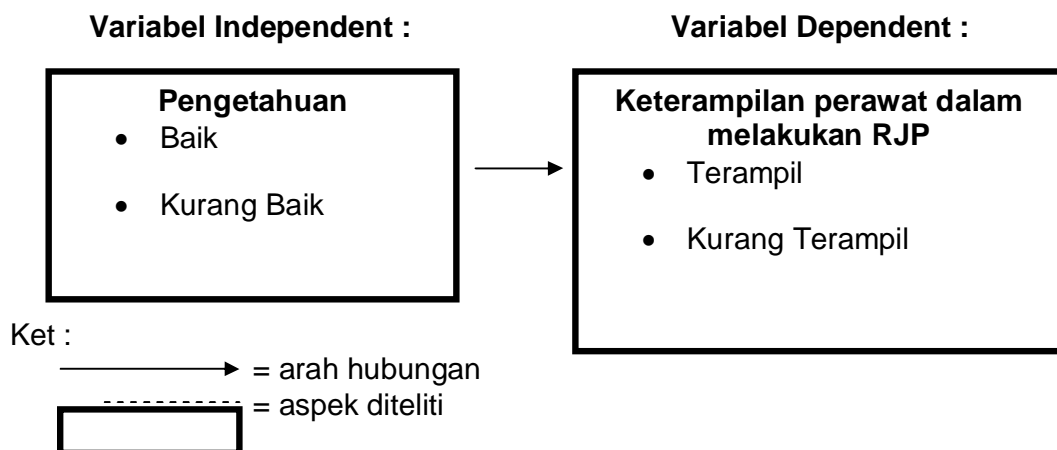 Variabel Independent :
Variabel Dependent :
Pengetahuan
• Baik
• Kurang Baik
Keterampilan perawat dalam
melakukan RJP
• Terampil
• Kurang Terampil
Ket :
= arah hubungan
= aspek diteliti